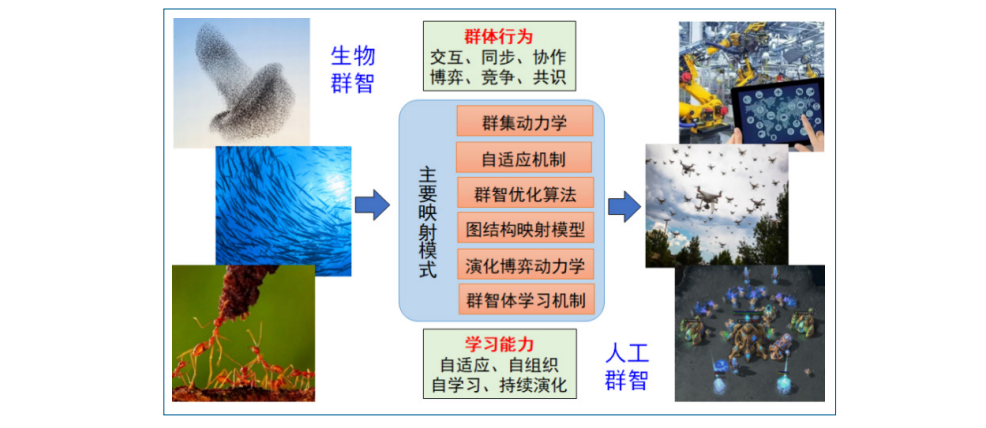 生物
群智
群体行为
交互、同步、协作
博弈、竞争、共识
主要映射模式
群集动力学
自适应机制
群智优化算法
图结构映射模型
演化博弈动力学
群智体学习机制
学习能力
自适应、自组织
自学习、持续演化
人工
群智